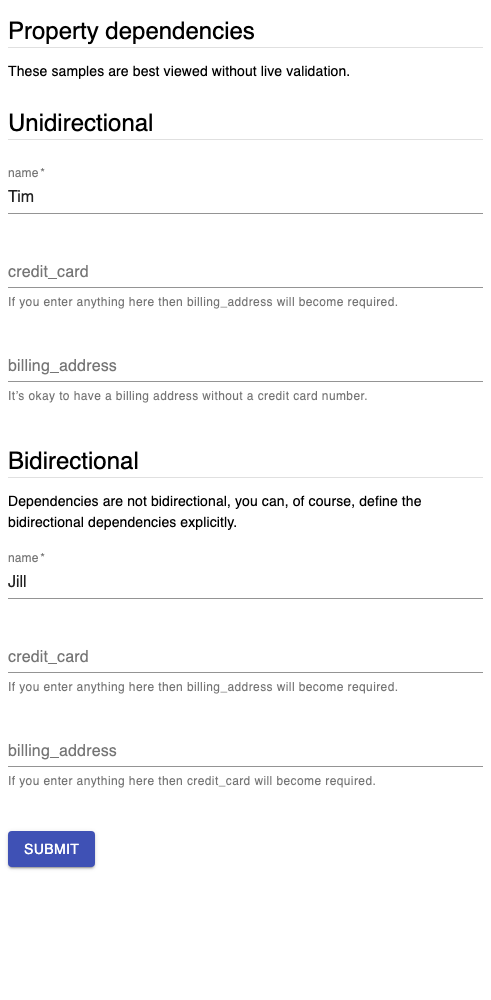 Property dependencies
These samples are best viewed without live validation.
Unidirectional
name*
Tim
credit_card
If you enter anything here then billing_address will become required.
billing_address
It’s okay to have a billing address without a credit card number.
Bidirectional
Dependencies are not bidirectional, you can, of course, define the
bidirectional dependencies explicitly.
name*
Jill
credit_card
If you enter anything here then billing_address will become required.
billing_address
If you enter anything here then credit_card will become required.
SUBMIT